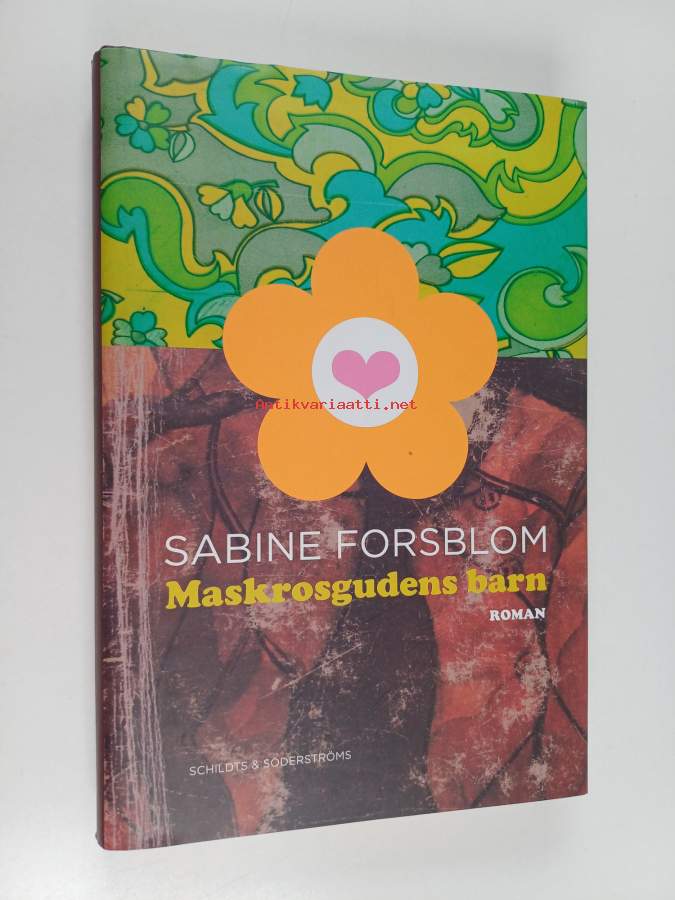 antikvariaatti.net
SABINE FORSBLOM
Maskrosgudens barn
ROMAN
SCHILDTS & SÖDERSTRÖMS